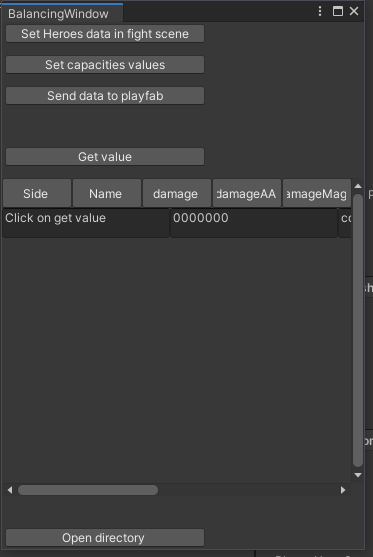 BalancingWindow
Set Heroes data in fight scene
Set capacities values
Send data to playfab
Get value
Side Name damage damageAA amageMag
Click on get value 0000000
Open directory